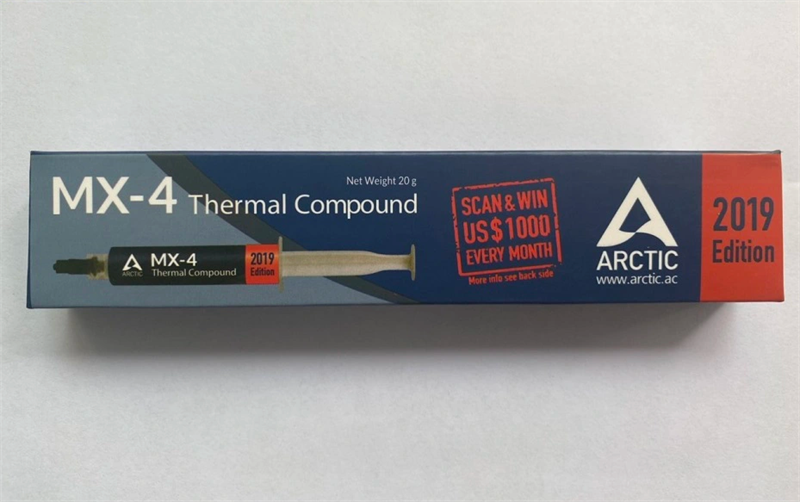 Net Weight 20 g
MX-4 Thermal Compound
ARCTIC
MX-4
Thermal Compound
2019
Edition
SCAN & WIN
US$1000
EVERY MONTH
More info see back side
ARCTIC
www.arctic.ac
2019
Edition